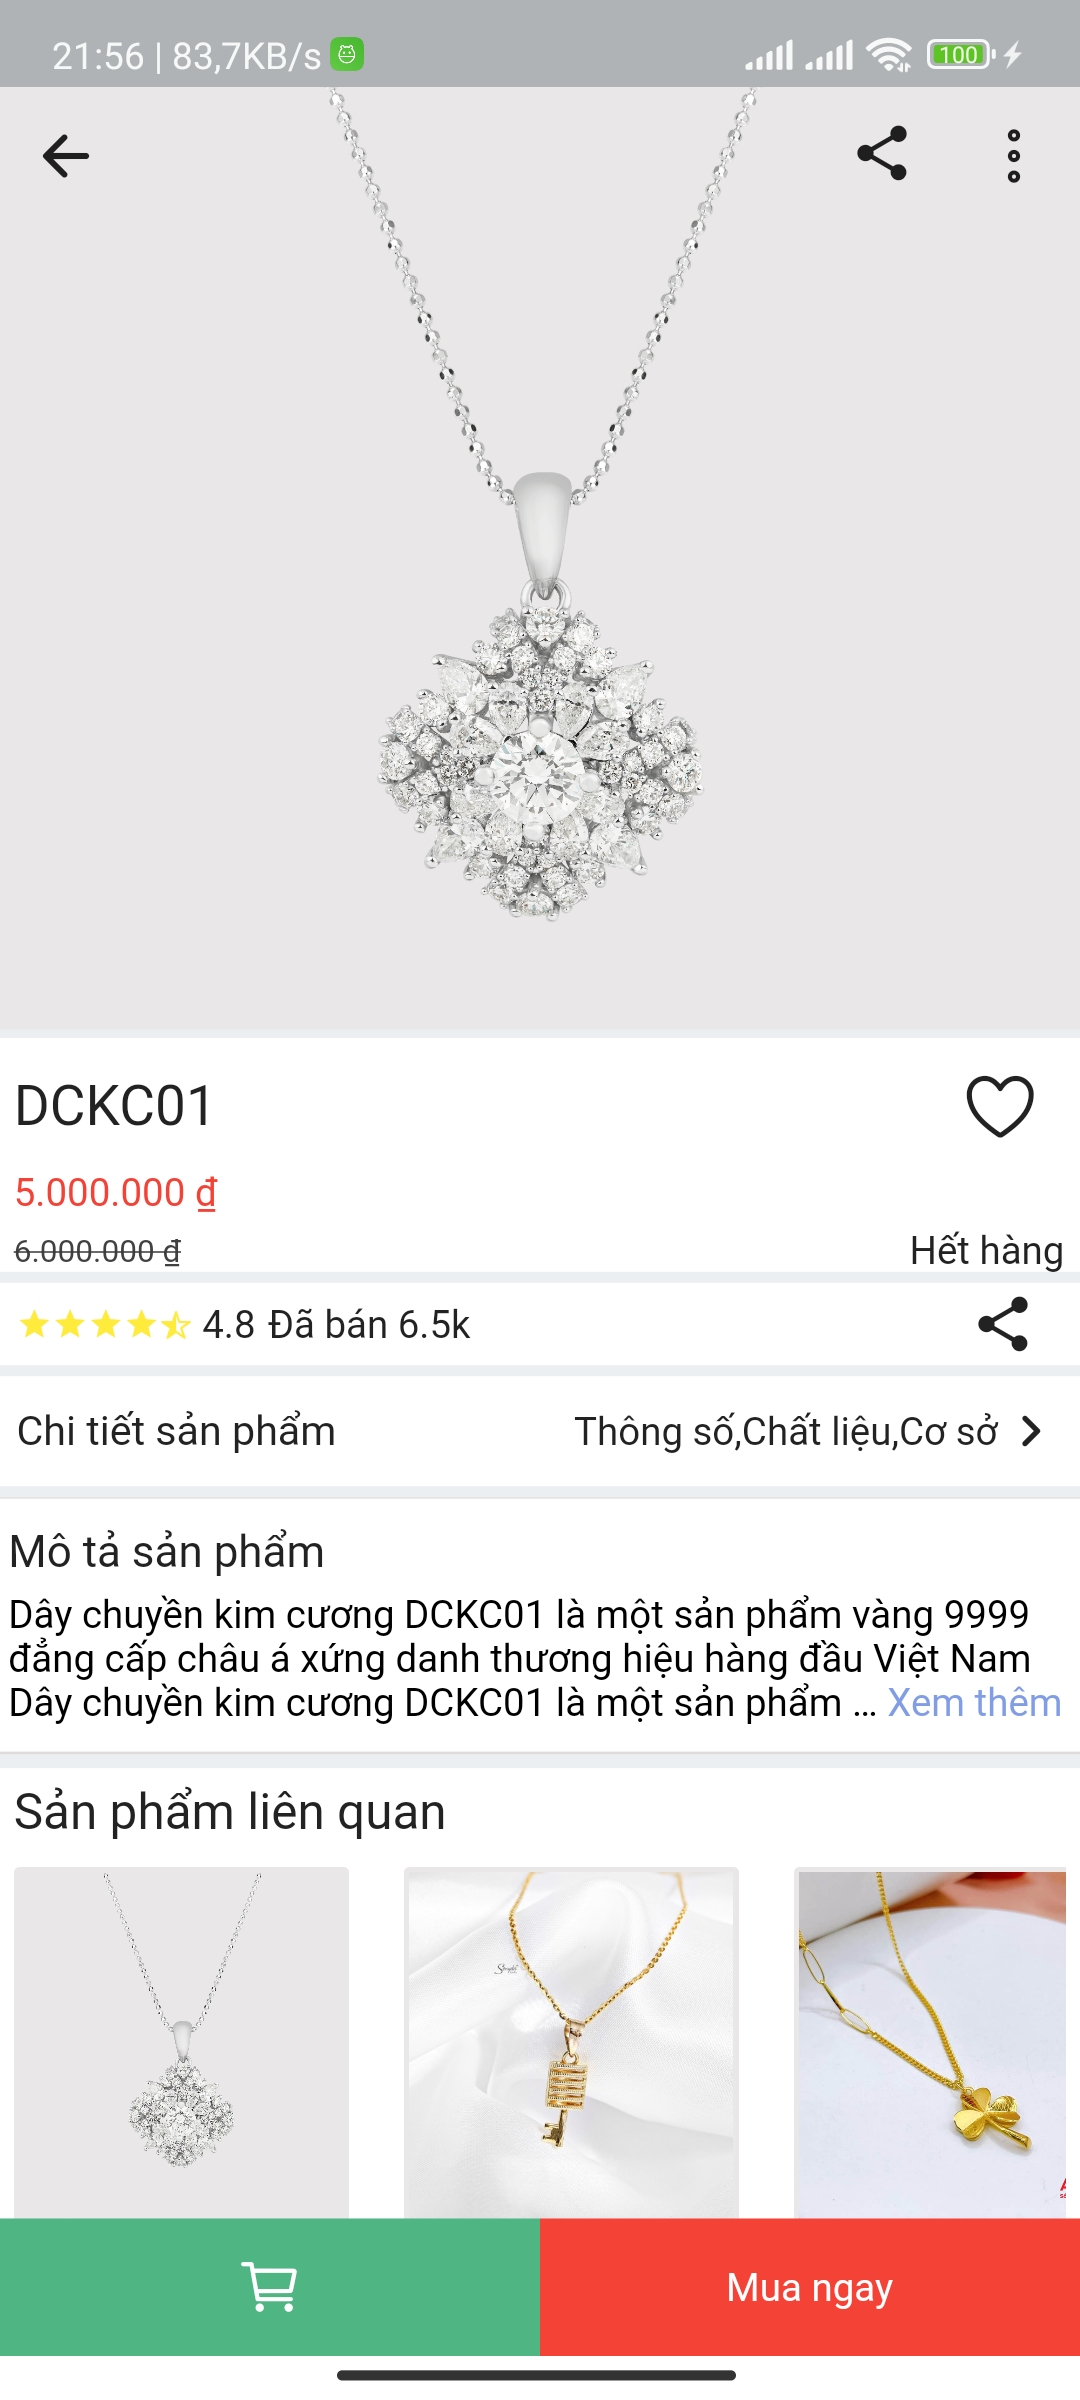 21:56 | 83,7KB/s
100
DCKC01
5.000.000 ₫
6.000.000 ₫
Hết hàng
4.8 Đã bán 6.5k
Chi tiết sản phẩm
Thông số,Chất liệu,Cơ sở
Mô tả sản phẩm
Dây chuyền kim cương DCKC01 là một sản phẩm vàng 9999
đẳng cấp châu á xứng danh thương hiệu hàng đầu Việt Nam
Dây chuyền kim cương DCKC01 là một sản phẩm ... Xem thêm
Sản phẩm liên quan
Mua ngay